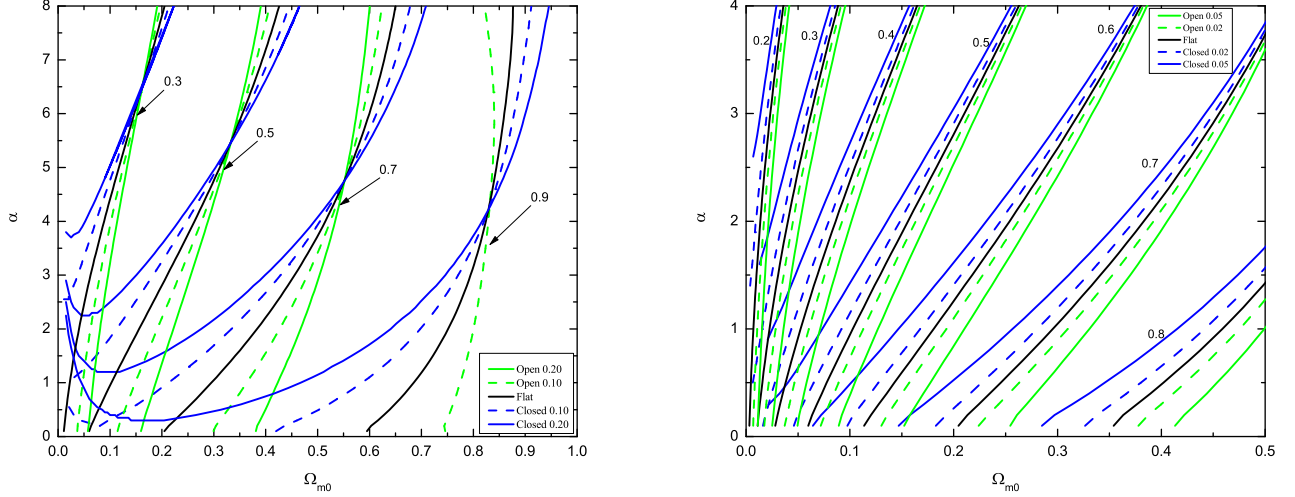 8
7
6
5
4
3
2
1
0
α
0.3
0.5
0.7
0.9
Open 0.20
Open 0.10
Flat
Closed 0.10
Closed 0.20
0.0 0.1 0.2 0.3 0.4 0.5 0.6 0.7 0.8 0.9 1.0
Ωm0
4
3
2
1
0
α
0.2 0.3 0.4 0.5 0.6
0.7
0.8
Open 0.05
Open 0.02
Flat
Closed 0.02
Closed 0.05
0.0 0.1 0.2 0.3 0.4 0.5
Ωm0